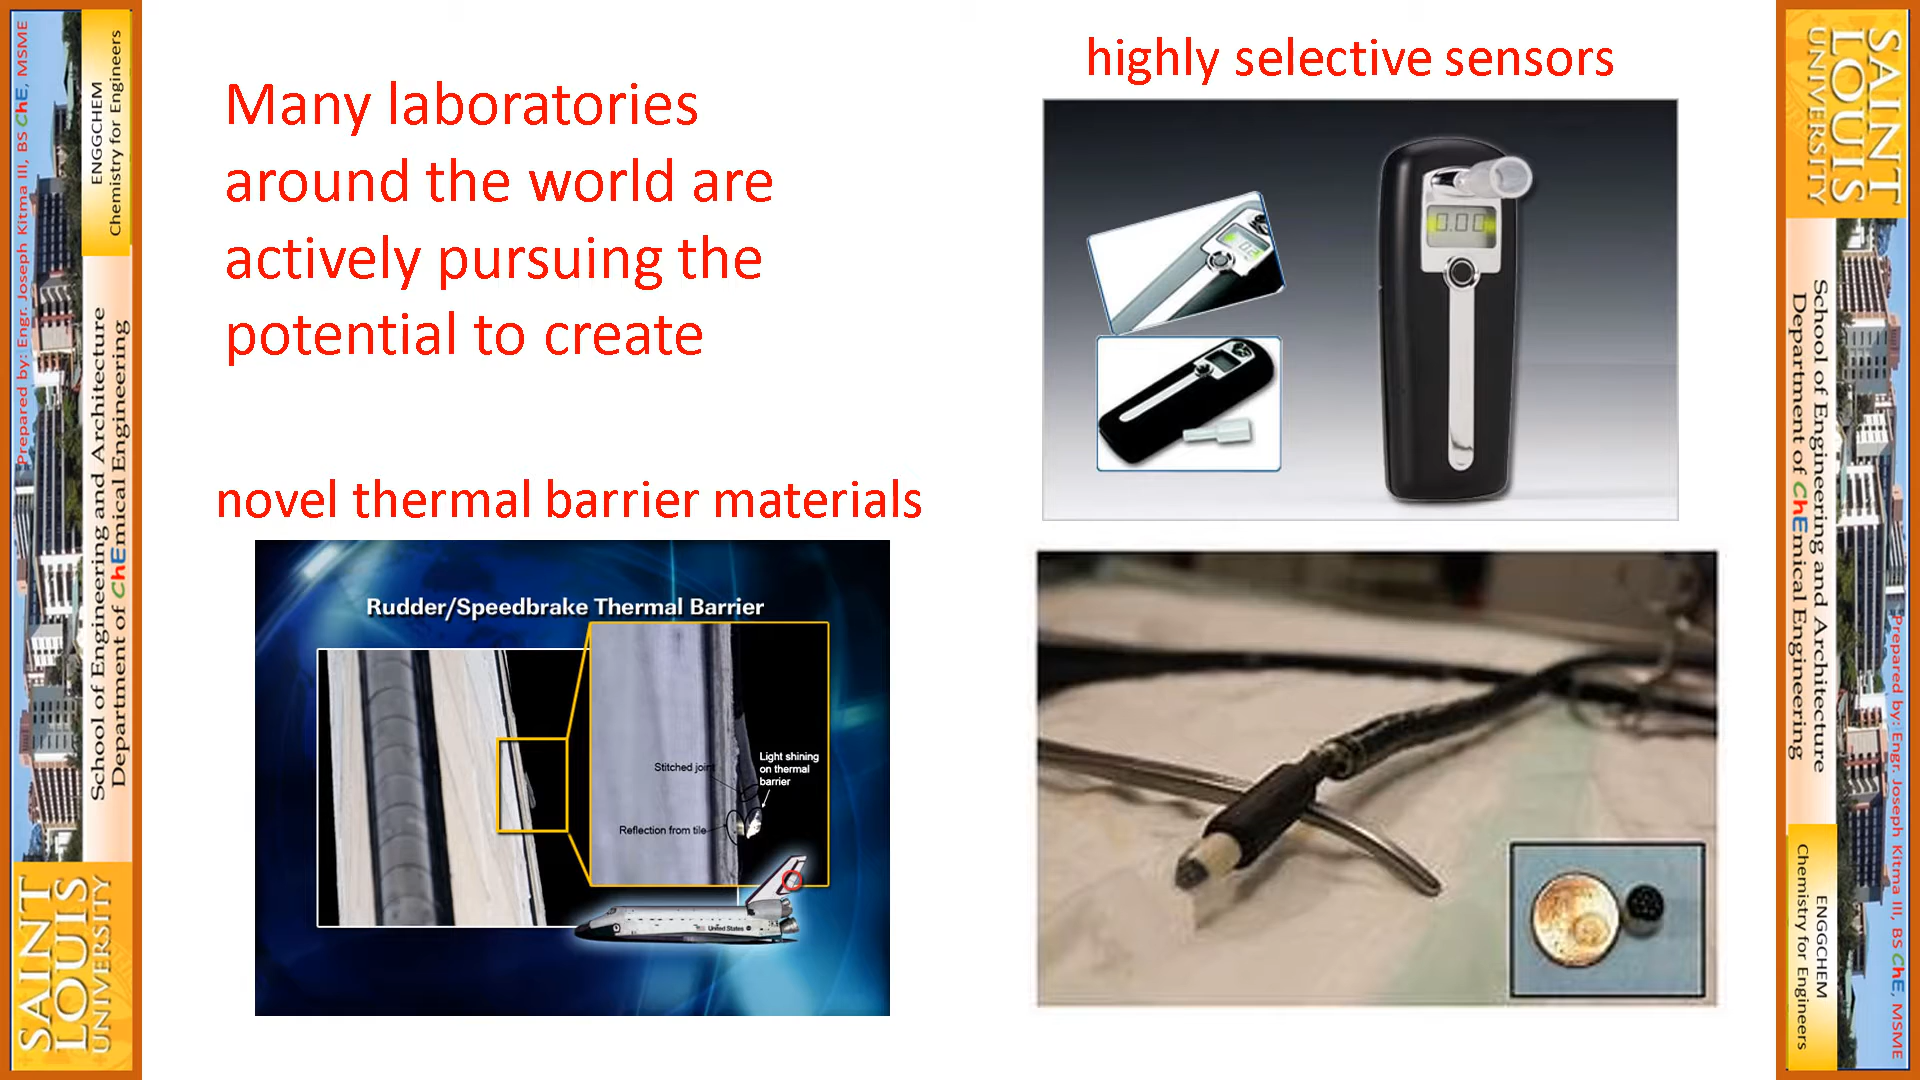 Many laboratories
around the world are
actively pursuing the
potential to create
highly selective sensors
0.00
novel thermal barrier materials
Rudder/Speedbrake Thermal Barrier
Stitched joint
Light shining
on thermal
barrier
Reflection from tile
United States
Prepared by: Engr. Joseph Kitma III, BS ChE, MSME
ENGGCHEM
Chemistry for Engineers
School of Engineering and Architecture
Department of ChEmical Engineering
SAINT
LOUIS
UNIVERSITY
SAINT
LOUIS
UNIVERSITY
School of Engineering and Architecture
Department of ChEmical Engineering
Prepared by: Engr. Joseph Kitma III, BS ChE, MSME
ENGGCHEM
Chemistry for Engineers